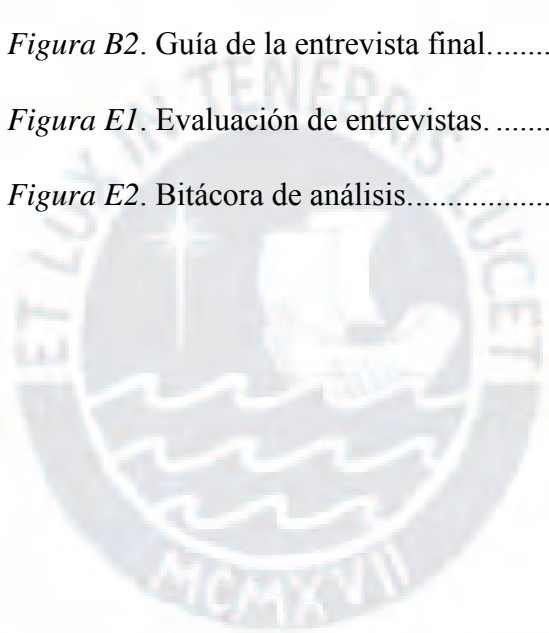 Figura B2. Guía de la entrevista final........
Figura E1. Evaluación de entrevistas. .......
Figura E2. Bitácora de análisis..................
ET LUX IN TENEBRIS LUCET
MCMXVII